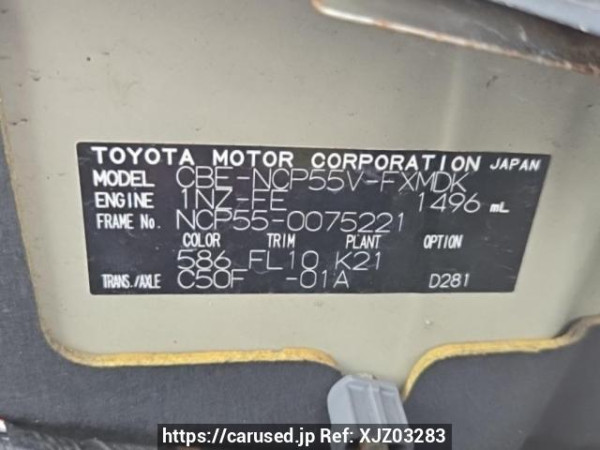 TOYOTA MOTOR CORPORATION JAPAN
MODEL CBE-NCP55V-FXMDK
ENGINE 1NZ-FE 1496 mL
FRAME No. NCP55-0075221
COLOR TRIM PLANT OPTION
586 FL10 K21
TRANS./AXLE C50F -01A D281
https://carused.jp Ref: XJZ03283